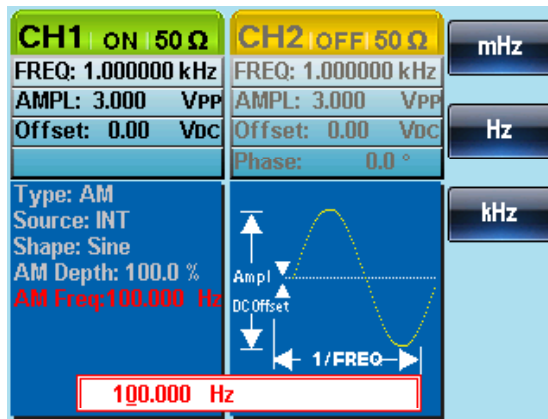 CH1 ON 50 Ω
FREQ: 1.000000 kHz
AMPL: 3.000 VPP
Offset: 0.00 VDC
CH2 OFF 50 Ω
FREQ: 1.000000 kHz
AMPL: 3.000 VPP
Offset: 0.00 VDC
Phase: 0.0 °
Type: AM
Source: INT
Shape: Sine
AM Depth: 100.0 %
AM Freq:100.000 Hz
Ampl
DC Offset
1/FREQ
100.000 Hz
mHz
Hz
kHz